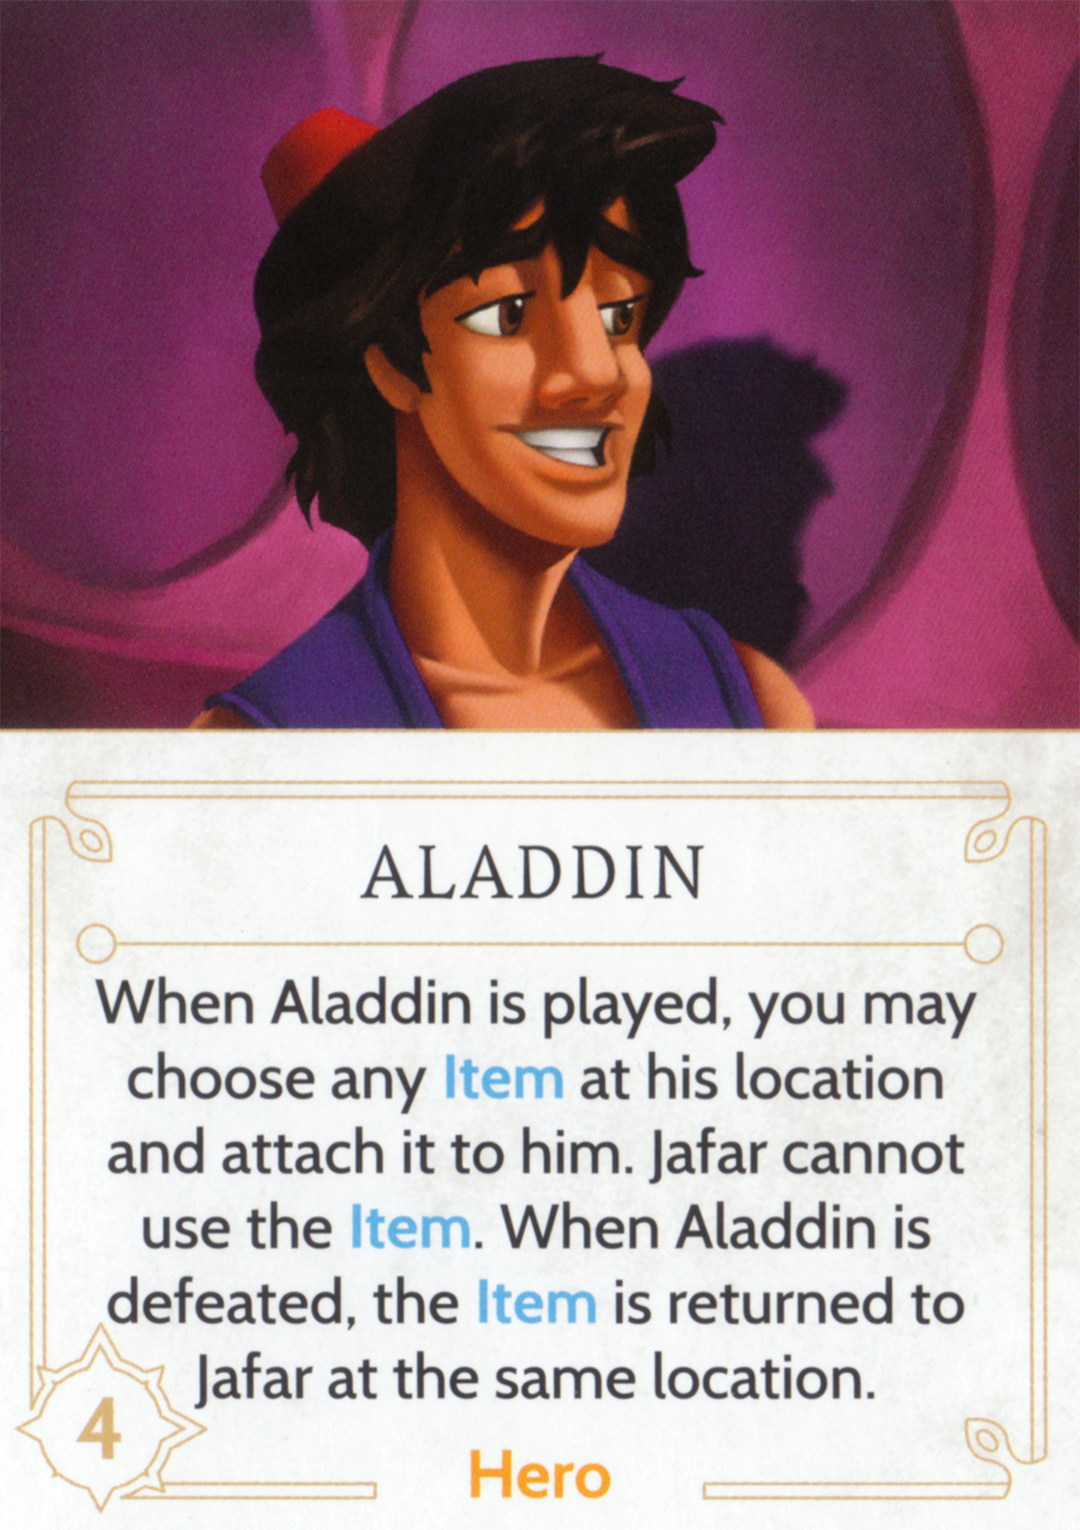 ALADDIN
When Aladdin is played, you may
choose any Item at his location
and attach it to him. Jafar cannot
use the Item. When Aladdin is
defeated, the Item is returned to
Jafar at the same location.
4
Hero